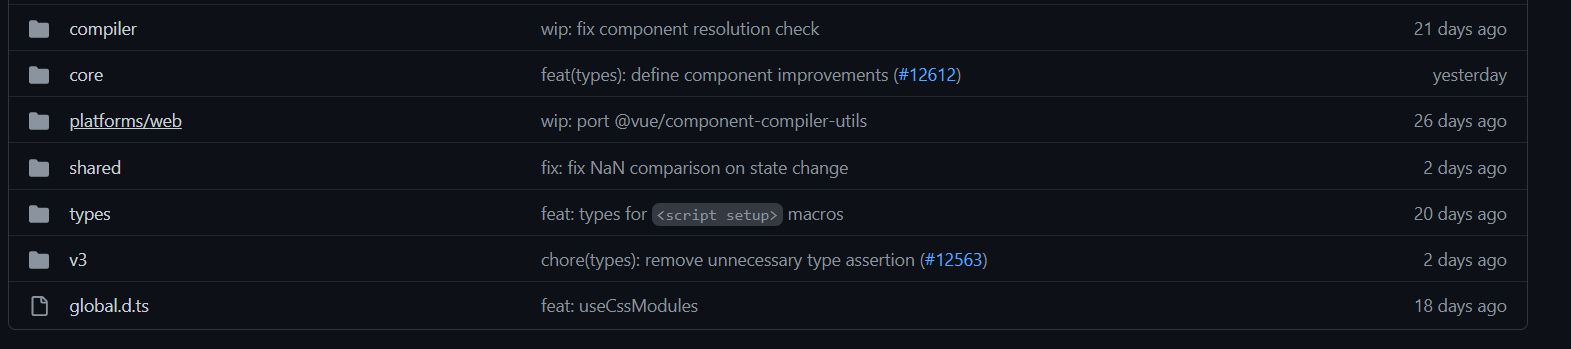 compiler wip: fix component resolution check 21 days ago
core feat(types): define component improvements (#12612) yesterday
platforms/web wip: port @vue/component-compiler-utils 26 days ago
shared fix: fix NaN comparison on state change 2 days ago
types feat: types for <script setup> macros 20 days ago
v3 chore(types): remove unnecessary type assertion (#12563) 2 days ago
global.d.ts feat: useCssModules 18 days ago